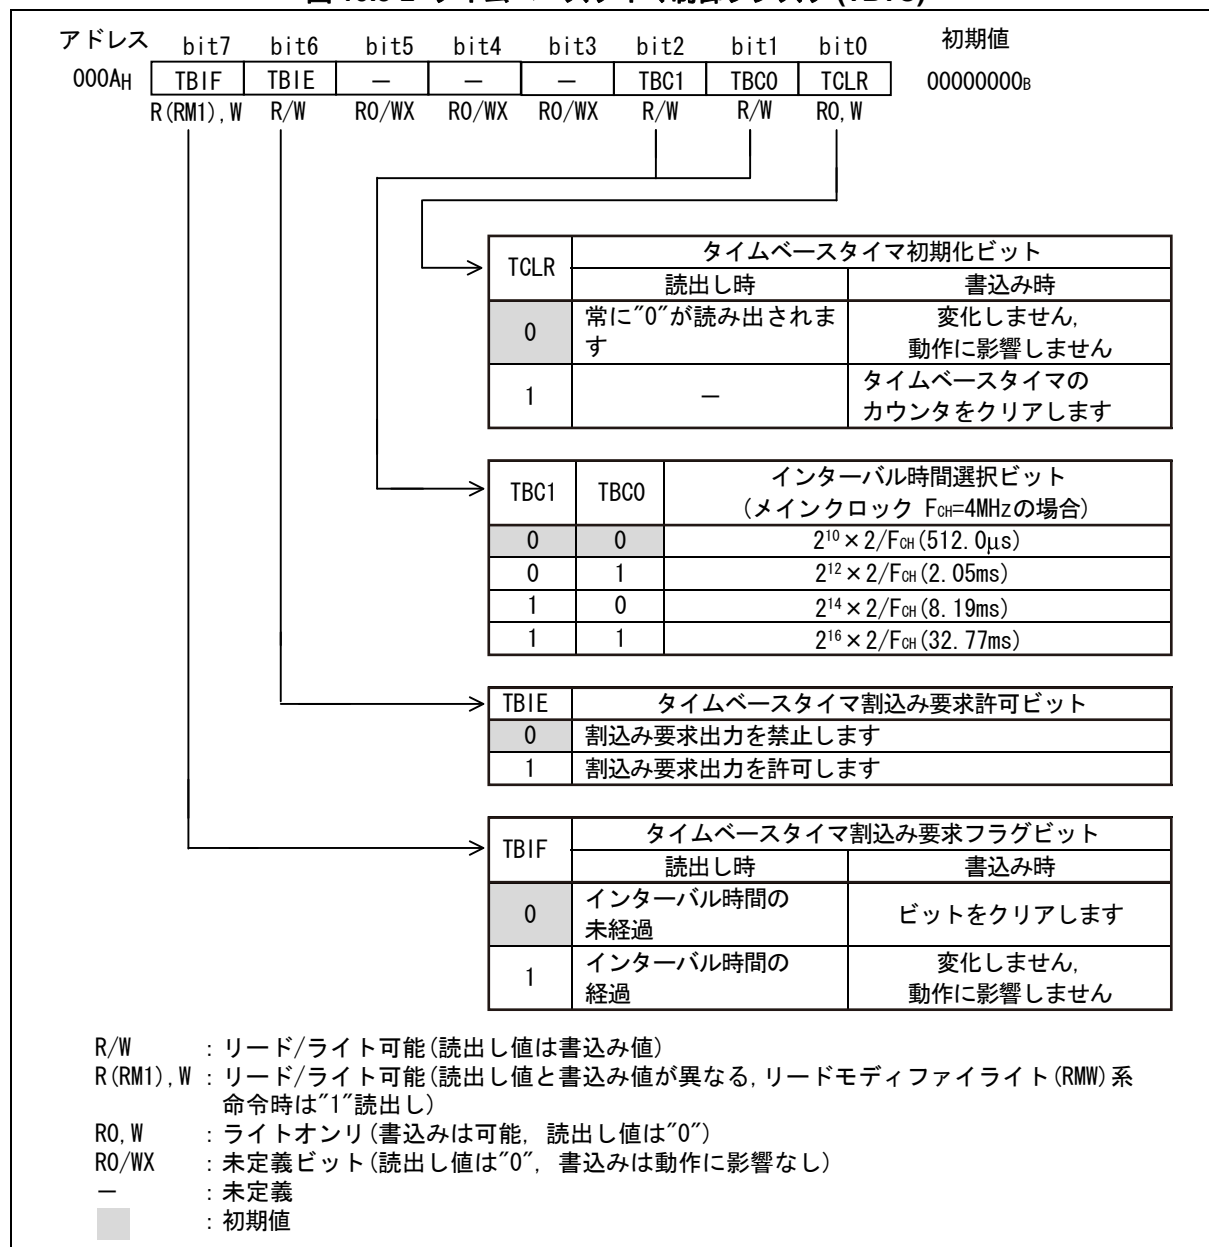 アドレス bit7 bit6 bit5 bit4 bit3 bit2 bit1 bit0 初期値
000AH TBIF TBIE － － － TBC1 TBC0 TCLR 00000000B
R(RM1),W R/W R0/WX R0/WX R0/WX R/W R/W R0,W
TCLR タイムベースタイマ初期化ビット
読出し時 書込み時
0 常に"0"が読み出されます 変化しません,
動作に影響しません
1 － タイムベースタイマの
カウンタをクリアします
TBC1 TBC0 インターバル時間選択ビット
(メインクロック FCH=4MHzの場合)
0 0 2^10×2/FCH(512.0μs)
0 1 2^12×2/FCH(2.05ms)
1 0 2^14×2/FCH(8.19ms)
1 1 2^16×2/FCH(32.77ms)
TBIE タイムベースタイマ割込み要求許可ビット
0 割込み要求出力を禁止します
1 割込み要求出力を許可します
TBIF タイムベースタイマ割込み要求フラグビット
読出し時 書込み時
0 インターバル時間の
未経過 ビットをクリアします
1 インターバル時間の
経過 変化しません,
動作に影響しません
R/W : リード/ライト可能(読出し値は書込み値)
R(RM1),W : リード/ライト可能(読出し値と書込み値が異なる,リードモディファイライト(RMW)系
命令時は"1"読出し)
R0,W : ライトオンリ(書込みは可能, 読出し値は"0")
R0/WX : 未定義ビット(読出し値は"0", 書込みは動作に影響なし)
－ : 未定義
: 初期値